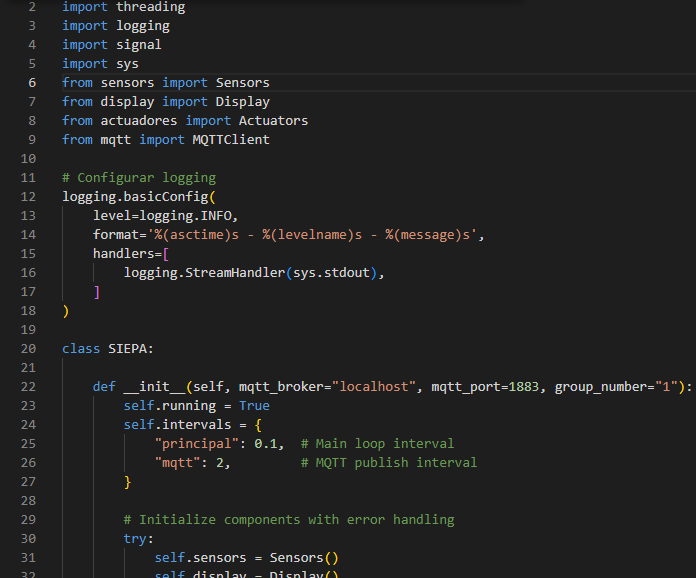 2 import threading
3 import logging
4 import signal
5 import sys
6 from sensors import Sensors
7 from display import Display
8 from actuadores import Actuators
9 from mqtt import MQTTClient
10
11 # Configurar logging
12 logging.basicConfig(
13     level=logging.INFO,
14     format='%(asctime)s - %(levelname)s - %(message)s',
15     handlers=[
16         logging.StreamHandler(sys.stdout),
17     ]
18 )
19
20 class SIEPA:
21
22     def __init__(self, mqtt_broker="localhost", mqtt_port=1883, group_number="1"):
23         self.running = True
24         self.intervals = {
25             "principal": 0.1,  # Main loop interval
26             "mqtt": 2,         # MQTT publish interval
27         }
28
29         # Initialize components with error handling
30         try:
31             self.sensors = Sensors()
32             self.display = Display()